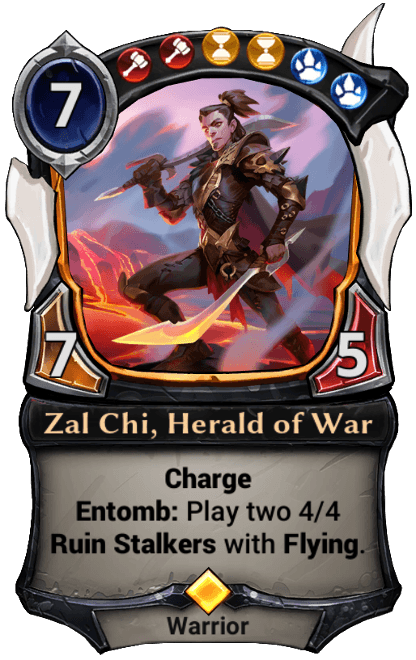 7
7
5
Zal Chi, Herald of War
Charge
Entomb: Play two 4/4
Ruin Stalkers with Flying.
Warrior